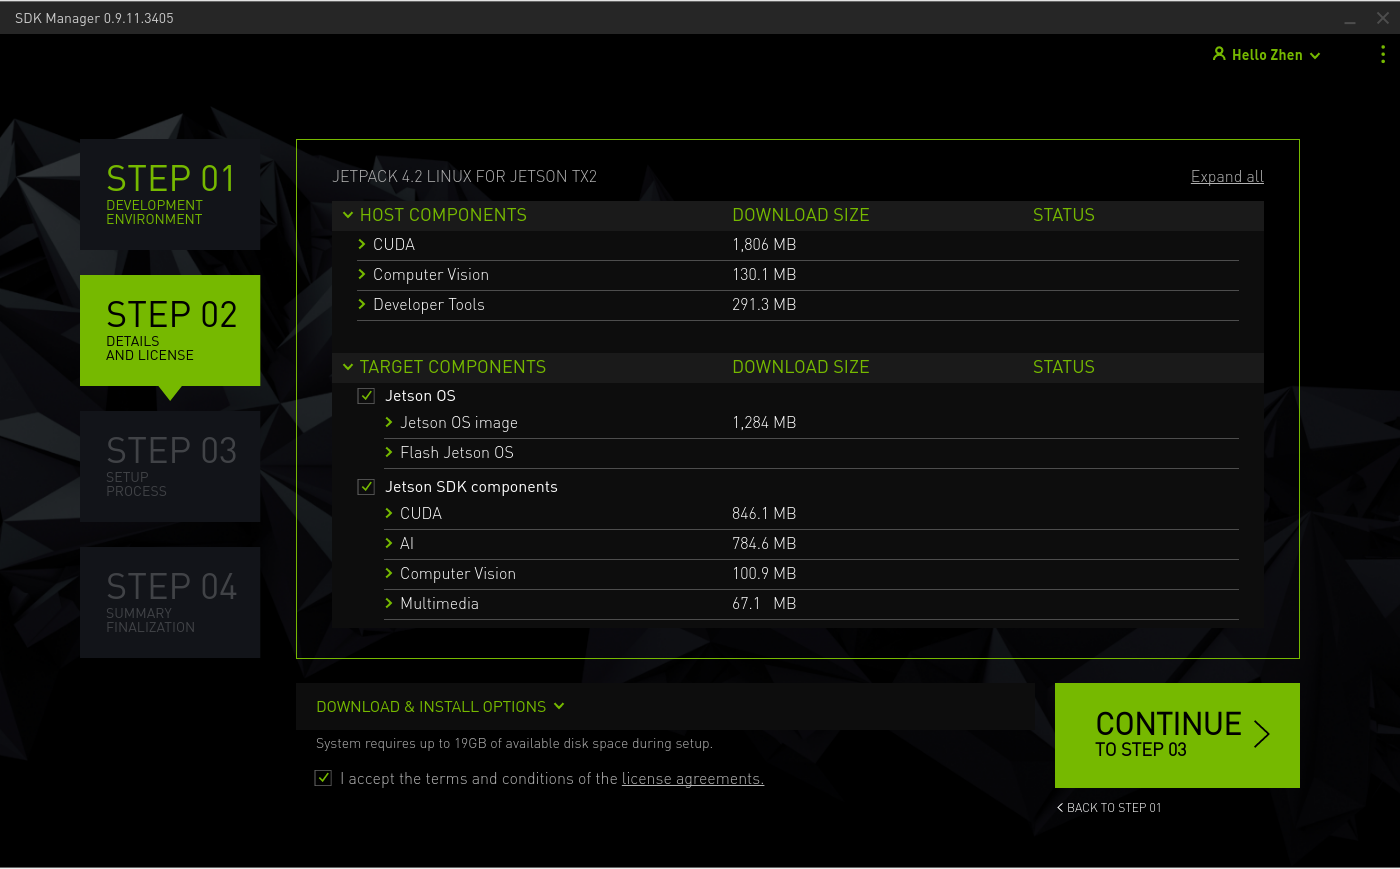 SDK Manager 0.9.11.3405
Hello Zhen
STEP 01
DEVELOPMENT
ENVIRONMENT
STEP 02
DETAILS
AND LICENSE
STEP 03
SETUP
PROCESS
STEP 04
SUMMARY
FINALIZATION
JETPACK 4.2 LINUX FOR JETSON TX2 Expand all
HOST COMPONENTS DOWNLOAD SIZE STATUS
CUDA 1,806 MB
Computer Vision 130.1 MB
Developer Tools 291.3 MB
TARGET COMPONENTS DOWNLOAD SIZE STATUS
Jetson OS
Jetson OS image 1,284 MB
Flash Jetson OS
Jetson SDK components
CUDA 846.1 MB
AI 784.6 MB
Computer Vision 100.9 MB
Multimedia 67.1 MB
DOWNLOAD & INSTALL OPTIONS
System requires up to 19GB of available disk space during setup.
I accept the terms and conditions of the license agreements.
CONTINUE
TO STEP 03
BACK TO STEP 01